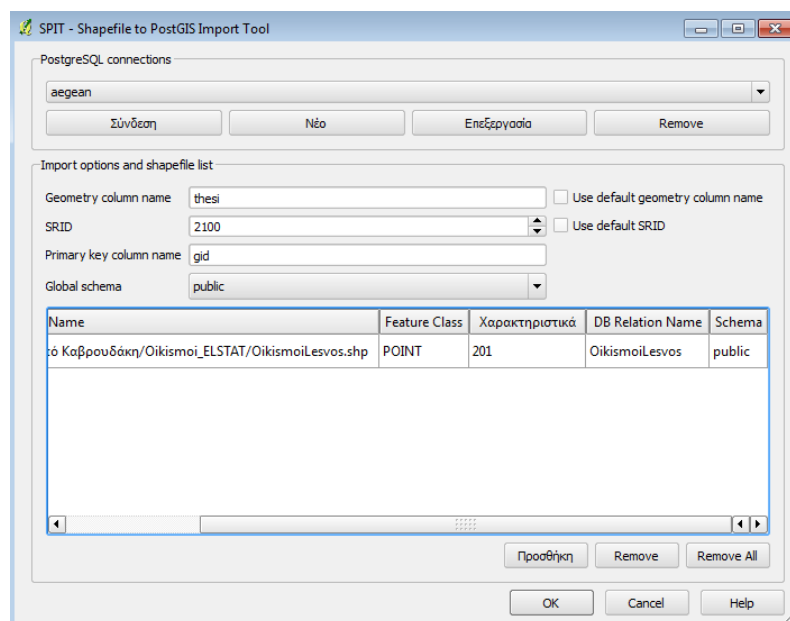 SPIT - Shapefile to PostGIS Import Tool
PostgreSQL connections
aegean
Σύνδεση Νέο Επεξεργασία Remove
Import options and shapefile list
Geometry column name thesi Use default geometry column name
SRID 2100 Use default SRID
Primary key column name gid
Global schema public
Name Feature Class Χαρακτηριστικά DB Relation Name Schema
τό Καβρουδάκη/Oikismoi_ELSTAT/OikismoiLesvos.shp POINT 201 OikismoiLesvos public
Προσθήκη Remove Remove All
OK Cancel Help